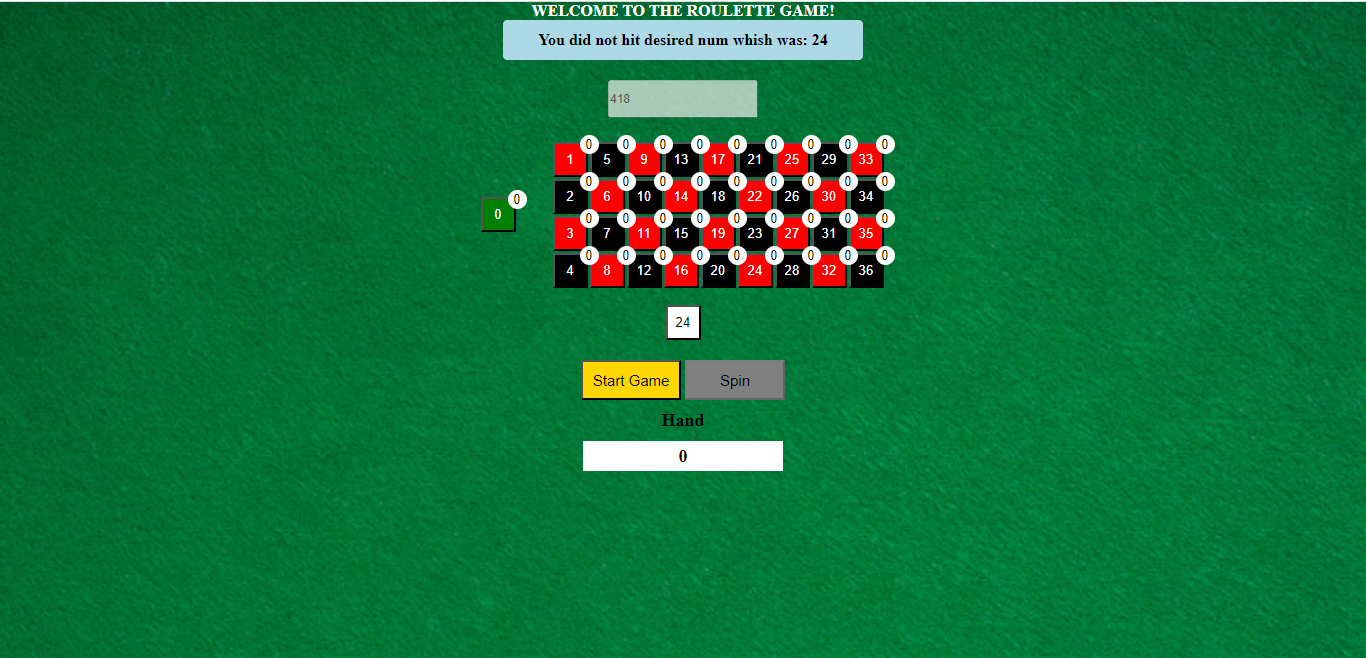 WELCOME TO THE ROULETTE GAME!
You did not hit desired num whish was: 24
418
0 0 0 0 0 0 0 0 0
1 5 9 13 17 21 25 29 33
0 0 0 0 0 0 0 0 0
2 6 10 14 18 22 26 30 34
0
0
0 0 0 0 0 0 0 0 0
3 7 11 15 19 23 27 31 35
0 0 0 0 0 0 0 0 0
4 8 12 16 20 24 28 32 36
24
Start Game Spin
Hand
0